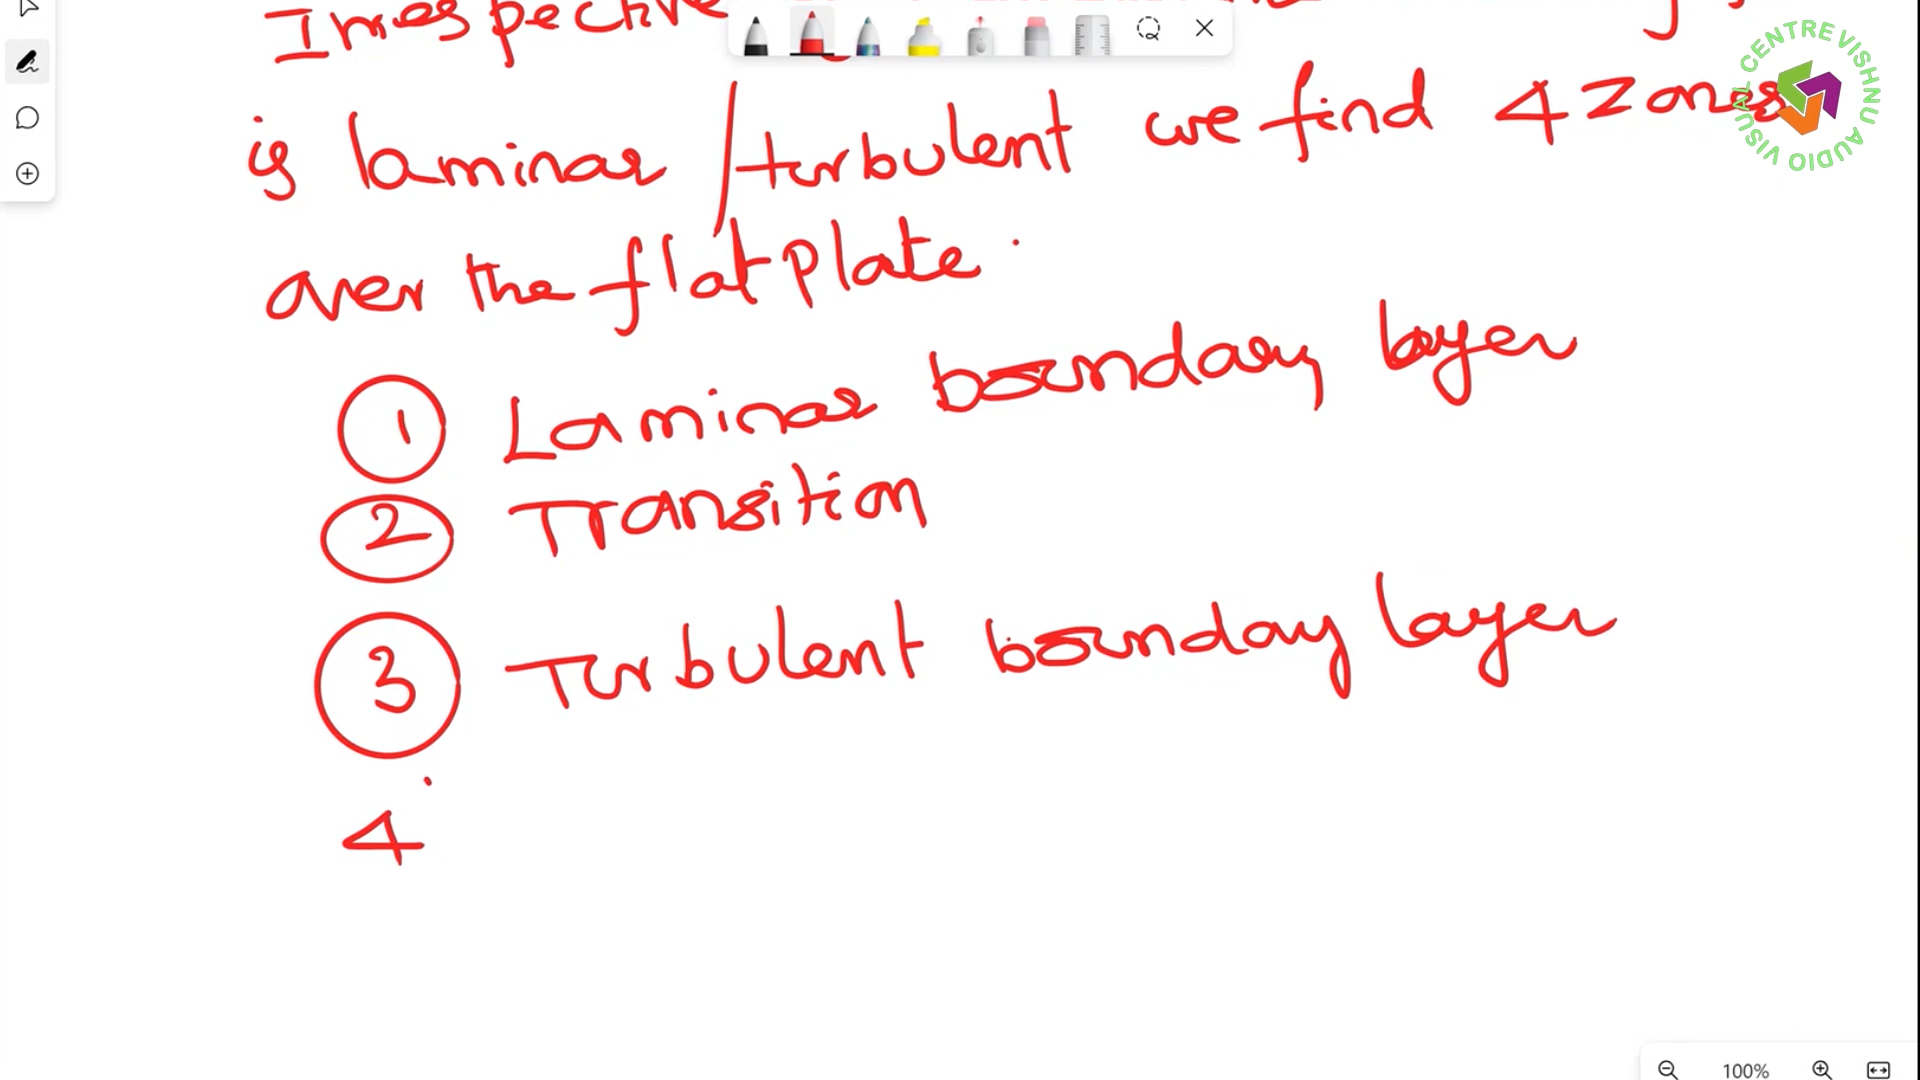 Irrespective
is laminar / turbulent we find 4 zones
over the flat plate.
1 Laminar boundary layer
2 Transition
3 Turbulent boundary layer
4
VISHNU AUDIO VISUAL CENTRE
100%